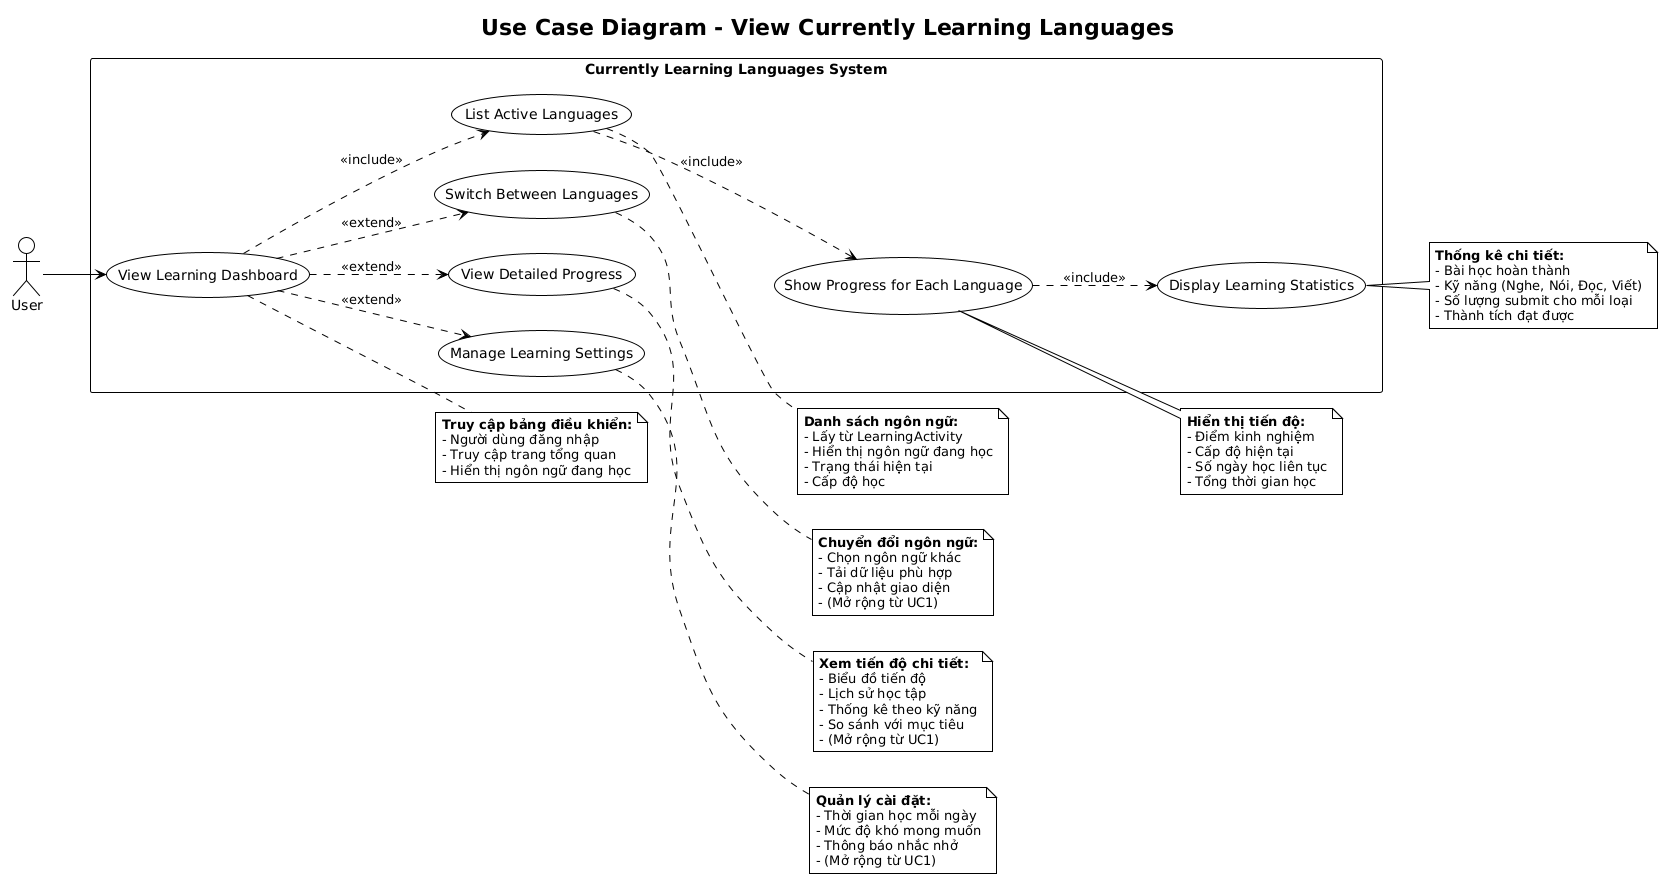 Use Case Diagram - View Currently Learning Languages
Currently Learning Languages System
List Active Languages
«include»
«include»
Switch Between Languages
«extend»
User
View Learning Dashboard
«extend»
View Detailed Progress
«extend»
Manage Learning Settings
Show Progress for Each Language
«include»
Display Learning Statistics
Thống kê chi tiết:
- Bài học hoàn thành
- Kỹ năng (Nghe, Nói, Đọc, Viết)
- Số lượng submit cho mỗi loại
- Thành tích đạt được
Truy cập bảng điều khiển:
- Người dùng đăng nhập
- Truy cập trang tổng quan
- Hiển thị ngôn ngữ đang học
Danh sách ngôn ngữ:
- Lấy từ LearningActivity
- Hiển thị ngôn ngữ đang học
- Trạng thái hiện tại
- Cấp độ học
Hiển thị tiến độ:
- Điểm kinh nghiệm
- Cấp độ hiện tại
- Số ngày học liên tục
- Tổng thời gian học
Chuyển đổi ngôn ngữ:
- Chọn ngôn ngữ khác
- Tải dữ liệu phù hợp
- Cập nhật giao diện
- (Mở rộng từ UC1)
Xem tiến độ chi tiết:
- Biểu đồ tiến độ
- Lịch sử học tập
- Thống kê theo kỹ năng
- So sánh với mục tiêu
- (Mở rộng từ UC1)
Quản lý cài đặt:
- Thời gian học mỗi ngày
- Mức độ khó mong muốn
- Thông báo nhắc nhở
- (Mở rộng từ UC1)